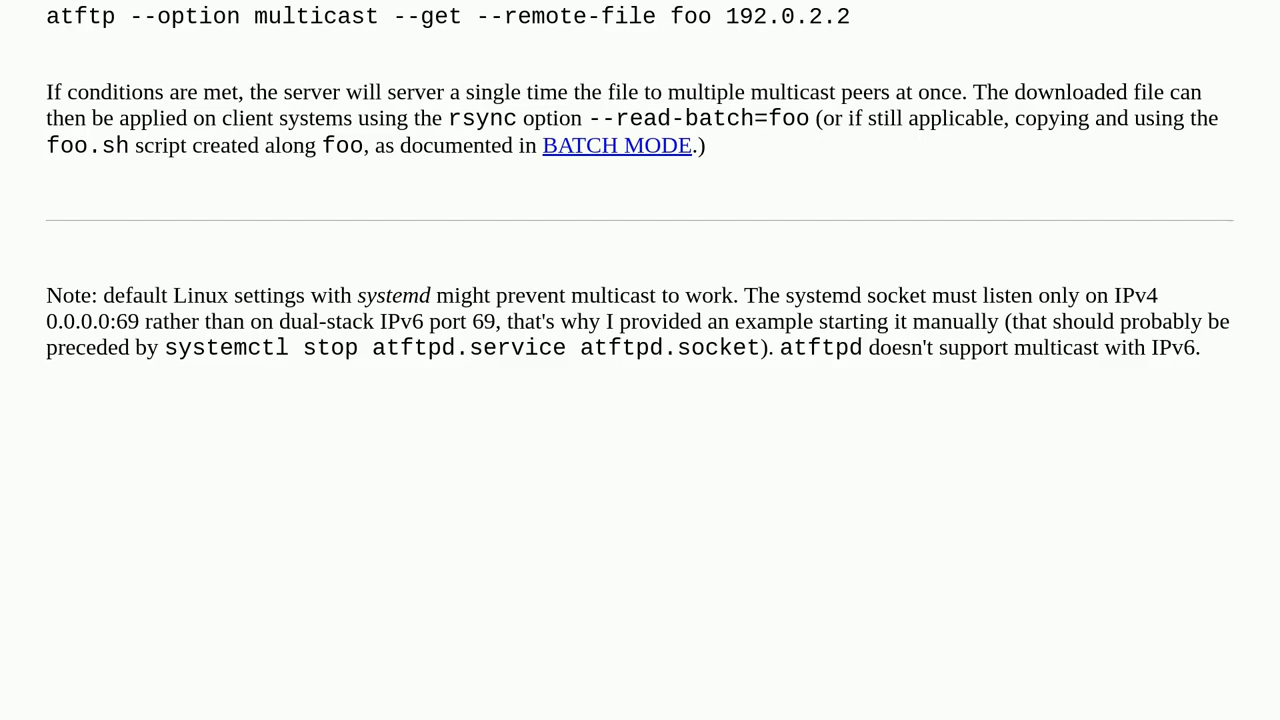 atftp --option multicast --get --remote-file foo 192.0.2.2
If conditions are met, the server will server a single time the file to multiple multicast peers at once. The downloaded file can
then be applied on client systems using the rsync option --read-batch=foo (or if still applicable, copying and using the
foo.sh script created along foo, as documented in BATCH MODE.)
Note: default Linux settings with systemd might prevent multicast to work. The systemd socket must listen only on IPv4
0.0.0.0:69 rather than on dual-stack IPv6 port 69, that's why I provided an example starting it manually (that should probably be
preceded by systemctl stop atftpd.service atftpd.socket). atftpd doesn't support multicast with IPv6.